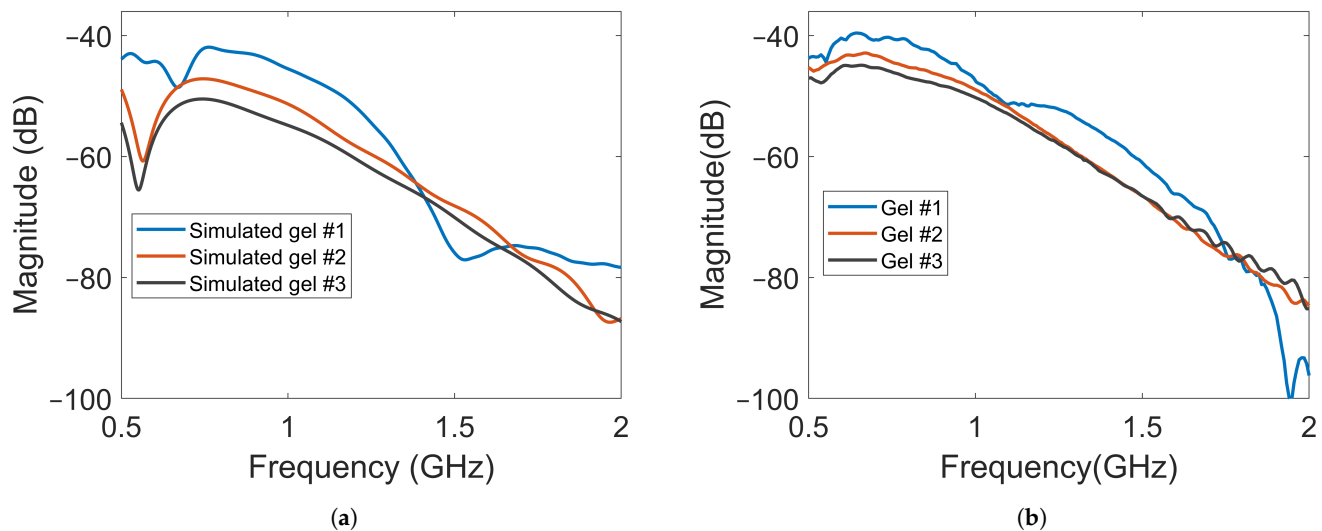 −40
−60
−80
−100
Magnitude (dB)
Simulated gel #1
Simulated gel #2
Simulated gel #3
0.5
1
1.5
2
Frequency (GHz)
(a)
−40
−60
−80
−100
Magnitude(dB)
Gel #1
Gel #2
Gel #3
0.5
1
1.5
2
Frequency(GHz)
(b)